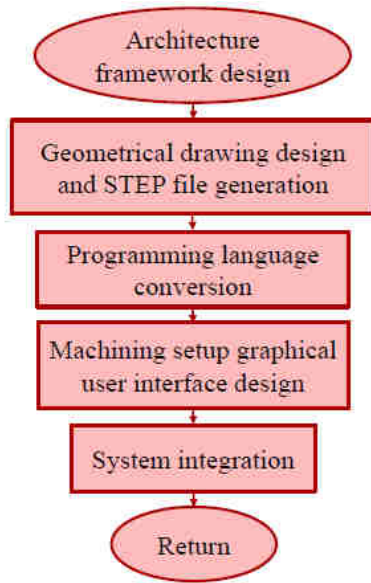 Architecture
framework design
Geometrical drawing design
and STEP file generation
Programming language
conversion
Machining setup graphical
user interface design
System integration
Return